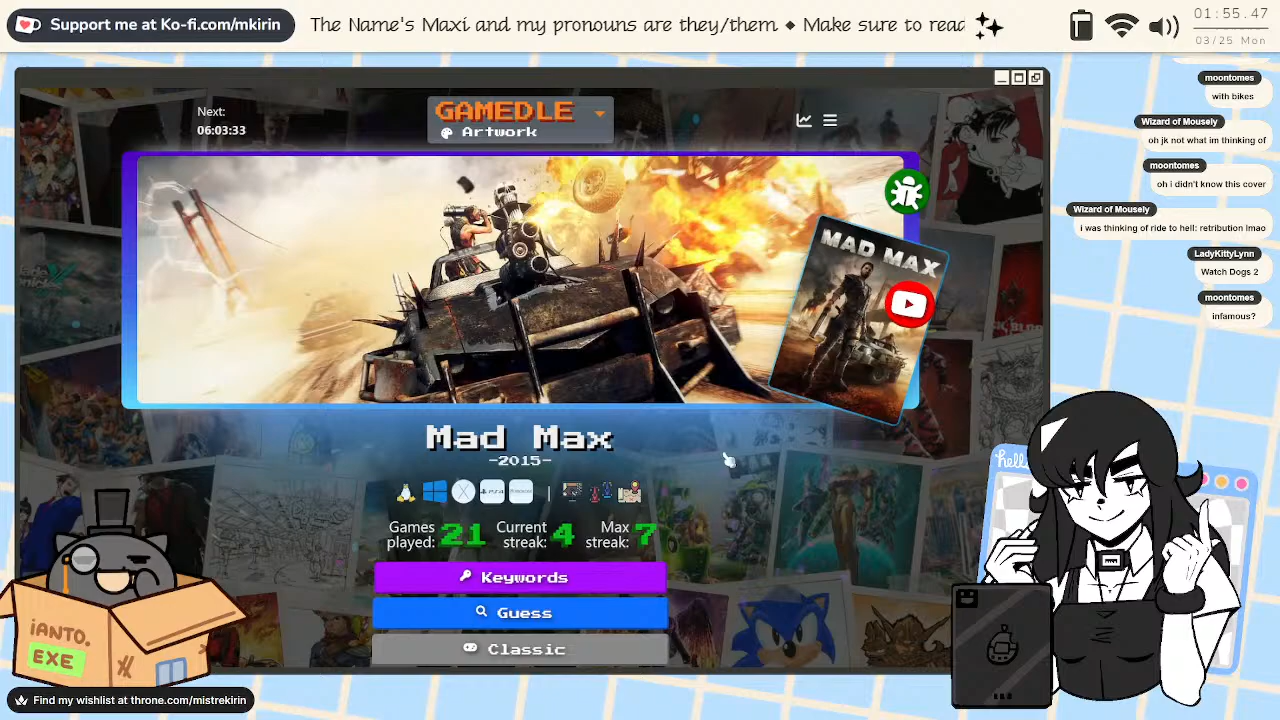 Support me at Ko-fi.com/mkirin
The Name's Maxi and my pronouns are they/them ◆ Make sure to read
01:55.47
03/25 Mon
Next:
06:03:33
GAMEDLE
Artwork
MAD MAX
Mad Max
-2015-
PS4
Games played: 21
Current streak: 4
Max streak: 7
Keywords
Guess
Classic
moontomes
with bikes
Wizard of Mousely
oh jk not what im thinking of
moontomes
oh i didn't know this cover
Wizard of Mousely
i was thinking of ride to hell: retribution lmao
LadyKittyLynn
Watch Dogs 2
moontomes
infamous?
hello
iANTO.
EXE
Find my wishlist at throne.com/mistrekirin